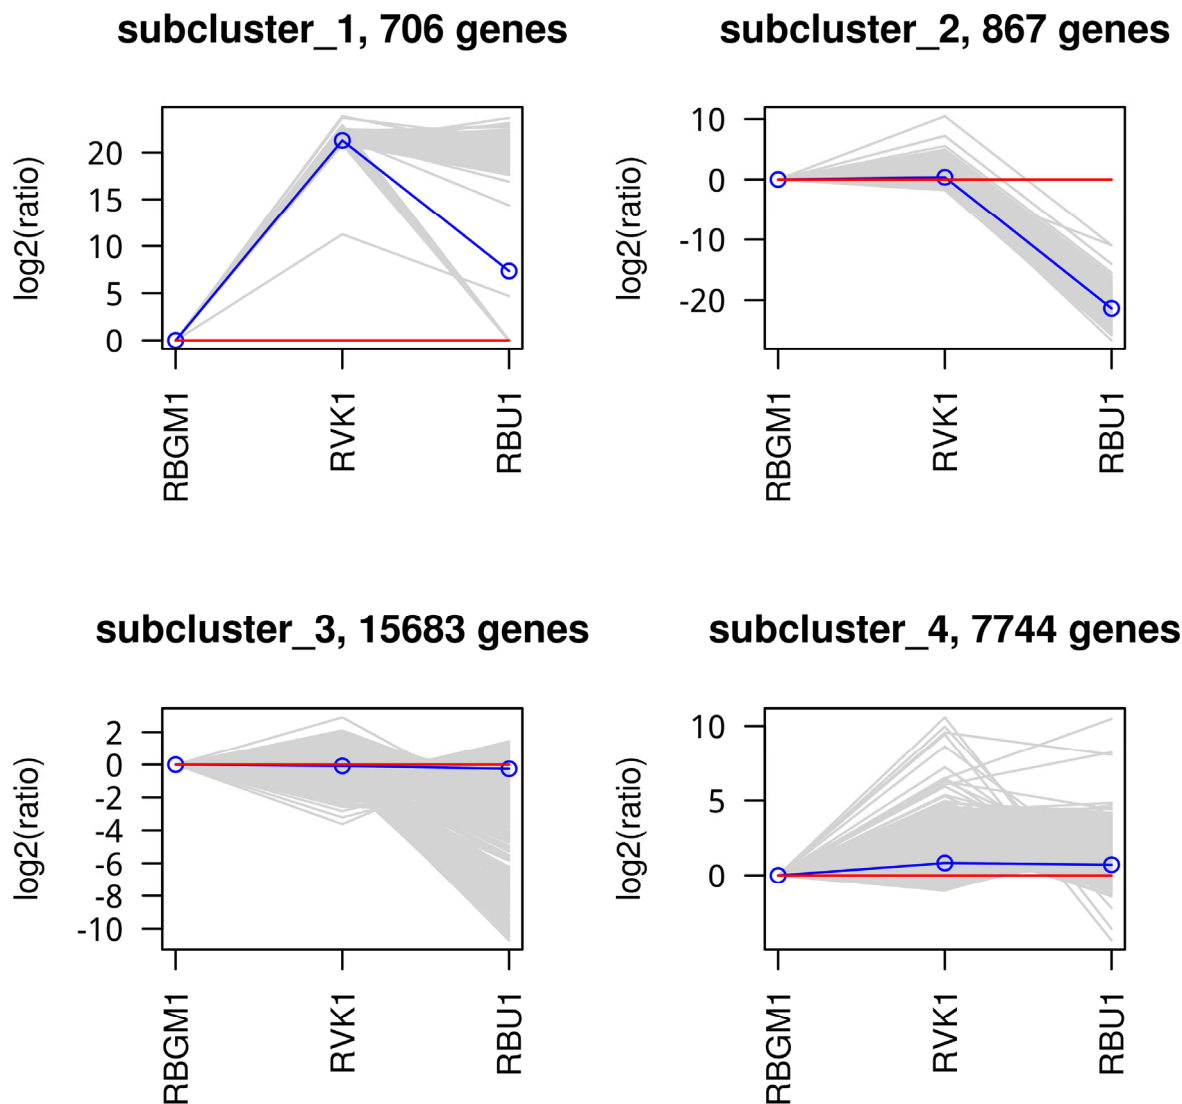 subcluster_1, 706 genes
log2(ratio)
20
15
10
5
0
RBGM1
RVK1
RBU1
subcluster_2, 867 genes
log2(ratio)
10
0
-10
-20
RBGM1
RVK1
RBU1
subcluster_3, 15683 genes
log2(ratio)
2
0
-2
-4
-6
-8
-10
RBGM1
RVK1
RBU1
subcluster_4, 7744 genes
log2(ratio)
10
5
0
RBGM1
RVK1
RBU1